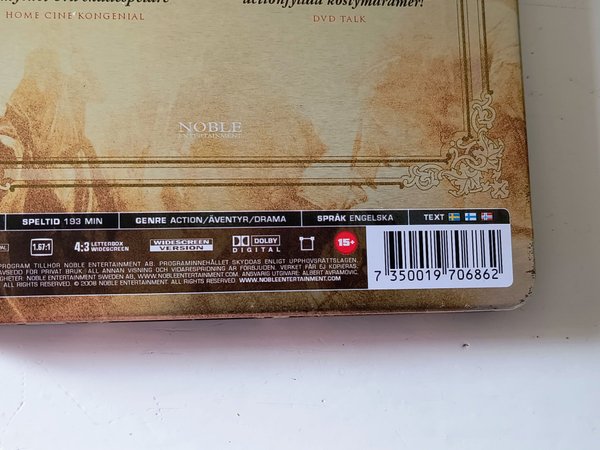 HOME CINE KONGENIAL
actionfyllda kostymdramer!
DVD TALK
NOBLE
ENTERTAINMENT
SPELTID 193 MIN
GENRE ACTION/ÄVENTYR/DRAMA
SPRÅK ENGELSKA
TEXT
1.67:1
4:3 LETTERBOX
WIDESCREEN
WIDESCREEN
VERSION
DOLBY
DIGITAL
15+
PROGRAM TILLHÖR NOBLE ENTERTAINMENT AB. PROGRAMINNEHÅLLET SKYDDAS ENLIGT UPPHOVSRÄTTSLAGEN.
AVSEDD FÖR PRIVAT BRUK. ALL ANNAN VISNING OCH VIDARESPRIDNING ÄR FÖRBJUDEN. VERKET FÅR EJ KOPIERAS.
NOBLE ENTERTAINMENT SWEDEN AB, WWW.NOBLEENTERTAINMENT.COM. ANSVARIG UTGIVARE: ALBERT AVRAMOVIC,
ALL RIGHTS RESERVED. © 2008 NOBLE ENTERTAINMENT. ALL RIGHTS RESERVED. WWW.NOBLEENTERTAINMENT.COM
7 350019 706862